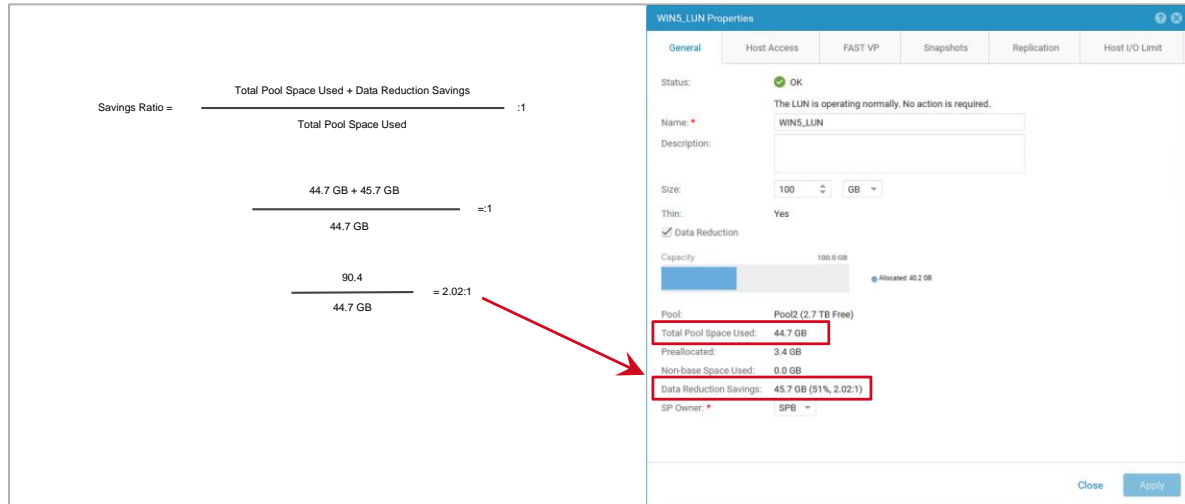 Total Pool Space Used + Data Reduction Savings
Savings Ratio = :1
Total Pool Space Used
44.7 GB + 45.7 GB
=:1
44.7 GB
90.4
= 2.02:1
44.7 GB
WIN5_LUN Properties
General Host Access FAST VP Snapshots Replication Host I/O Limit
Status: OK
The LUN is operating normally. No action is required.
Name: * WIN5_LUN
Description:
Size: 100 GB
Thin: Yes
Data Reduction
Capacity 100.0 GB
Allocated: 40.2 GB
Pool: Pool2 (2.7 TB Free)
Total Pool Space Used: 44.7 GB
Preallocated: 3.4 GB
Non-base Space Used: 0.0 GB
Data Reduction Savings: 45.7 GB (51%, 2.02:1)
SP Owner: * SPB
Close Apply